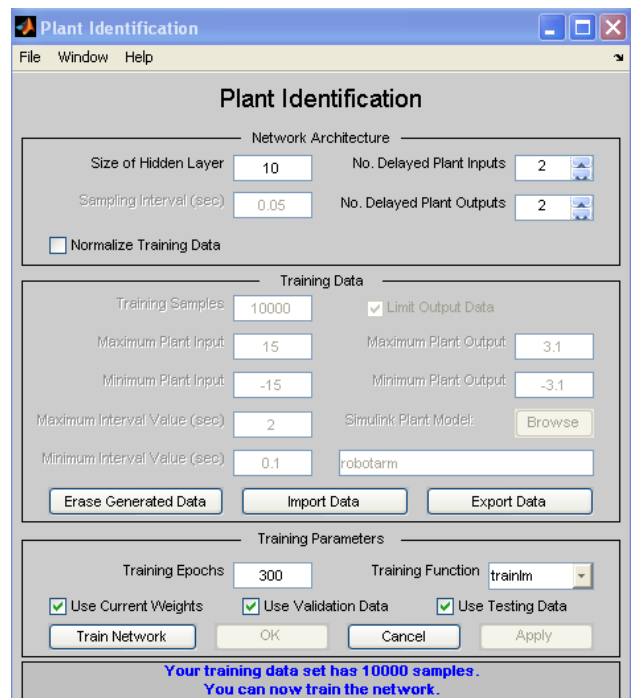 Plant Identification
File Window Help
Plant Identification
Network Architecture
Size of Hidden Layer 10 No. Delayed Plant Inputs 2
Sampling Interval (sec) 0.05 No. Delayed Plant Outputs 2
Normalize Training Data
Training Data
Training Samples 10000 Limit Output Data
Maximum Plant Input 15 Maximum Plant Output 3.1
Minimum Plant Input -15 Minimum Plant Output -3.1
Maximum Interval Value (sec) 2 Simulink Plant Model: Browse
Minimum Interval Value (sec) 0.1 robotarm
Erase Generated Data Import Data Export Data
Training Parameters
Training Epochs 300 Training Function trainlm
Use Current Weights Use Validation Data Use Testing Data
Train Network OK Cancel Apply
Your training data set has 10000 samples.
You can now train the network.